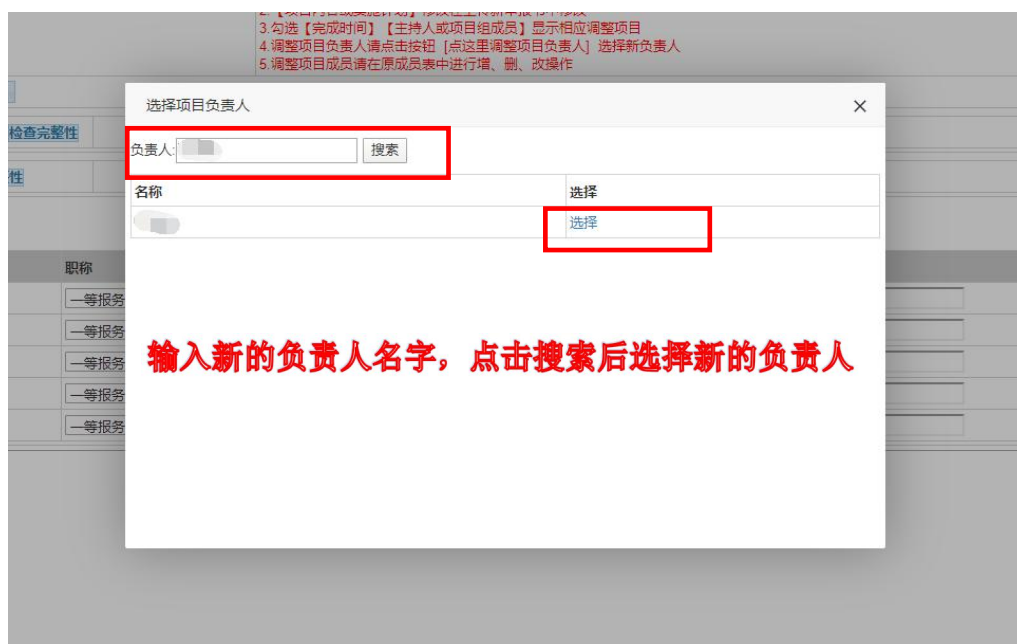 3.勾选【完成时间】【主持人或项目组成员】显示相应调整项目
4.调整项目负责人请点击按钮 [点这里调整项目负责人] 选择新负责人
5.调整项目成员请在原成员表中进行增、删、改操作
选择项目负责人
×
检查完整性
负责人:
搜索
性
名称
选择
选择
职称
一等报务
一等报务
一等报务
一等报务
一等报务
输入新的负责人名字，点击搜索后选择新的负责人